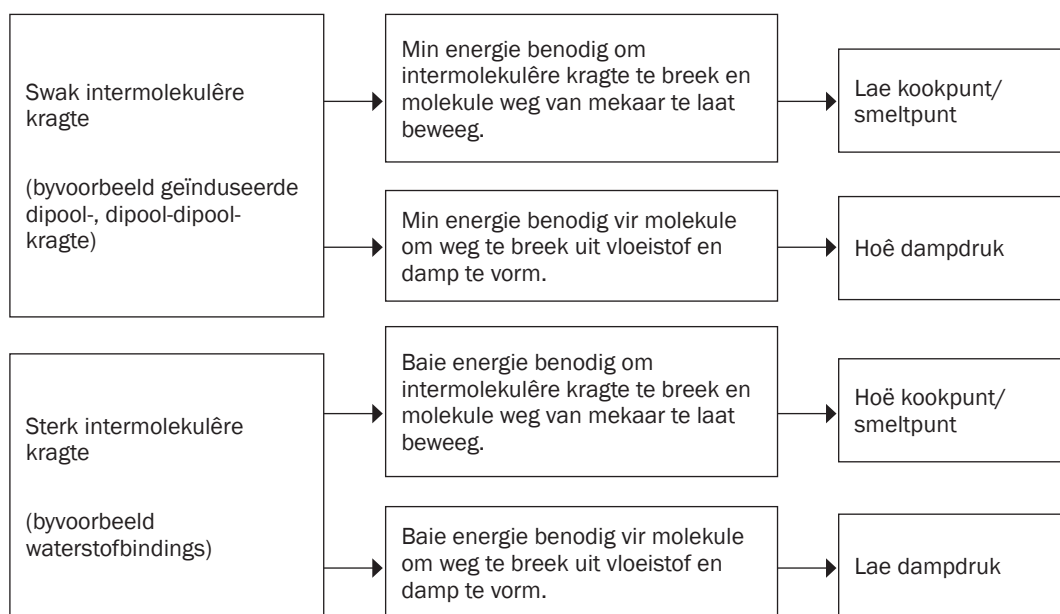 Swak intermolekulêre
kragte
(byvoorbeeld geïnduseerde
dipool-, dipool-dipool-
kragte)
Min energie benodig om
intermolekulêre kragte te breek en
molekule weg van mekaar te laat
beweeg.
Lae kookpunt/
smeltpunt
Min energie benodig vir molekule
om weg te breek uit vloeistof en
damp te vorm.
Hoê dampdruk
Sterk intermolekulêre
kragte
(byvoorbeeld
waterstofbindings)
Baie energie benodig om
intermolekulêre kragte te breek en
molekule weg van mekaar te laat
beweeg.
Hoë kookpunt/
smeltpunt
Baie energie benodig vir molekule
om weg te breek uit vloeistof en
damp te vorm.
Lae dampdruk